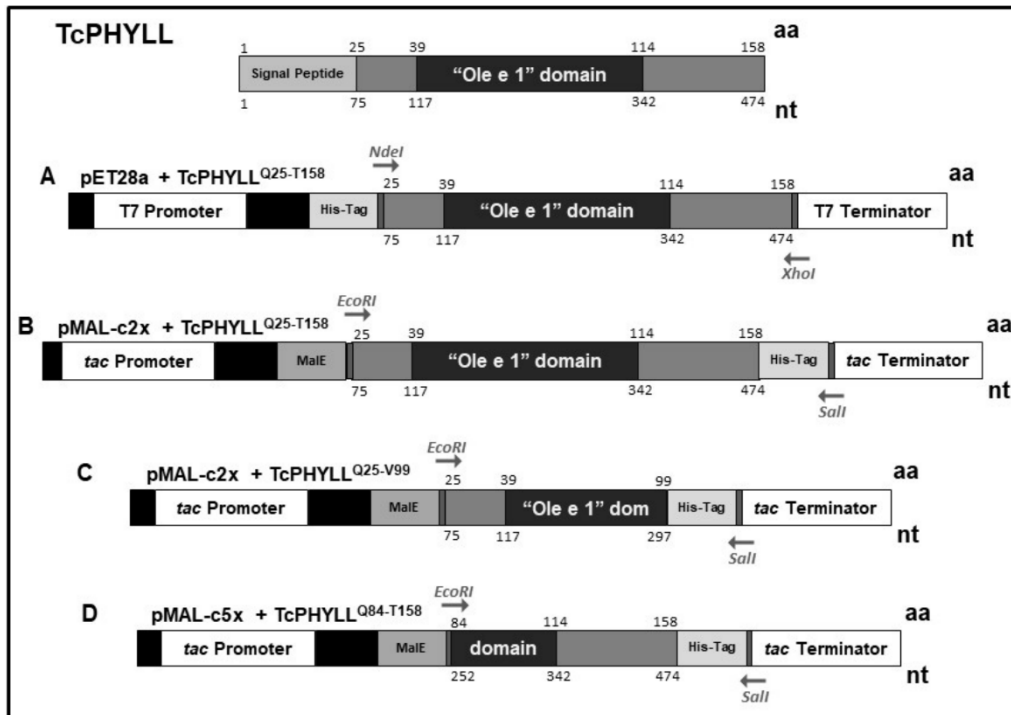 TcPHYLL
aa
1 25 39 114 158
Signal Peptide "Ole e 1" domain
1 75 117 342 474
nt
NdeI
A pET28a + TcPHYLL^Q25-T158
aa
25 39 114 158
T7 Promoter His-Tag "Ole e 1" domain T7 Terminator
75 117 342 474
nt
XhoI
EcoRI
B pMAL-c2x + TcPHYLL^Q25-T158
aa
25 39 114 158
tac Promoter MalE "Ole e 1" domain His-Tag tac Terminator
75 117 342 474
nt
SalI
EcoRI
C pMAL-c2x + TcPHYLL^Q25-V99
aa
25 39 99
tac Promoter MalE "Ole e 1" dom His-Tag tac Terminator
75 117 297
nt
SalI
EcoRI
D pMAL-c5x + TcPHYLL^Q84-T158
aa
84 114 158
tac Promoter MalE domain His-Tag tac Terminator
252 342 474
nt
SalI